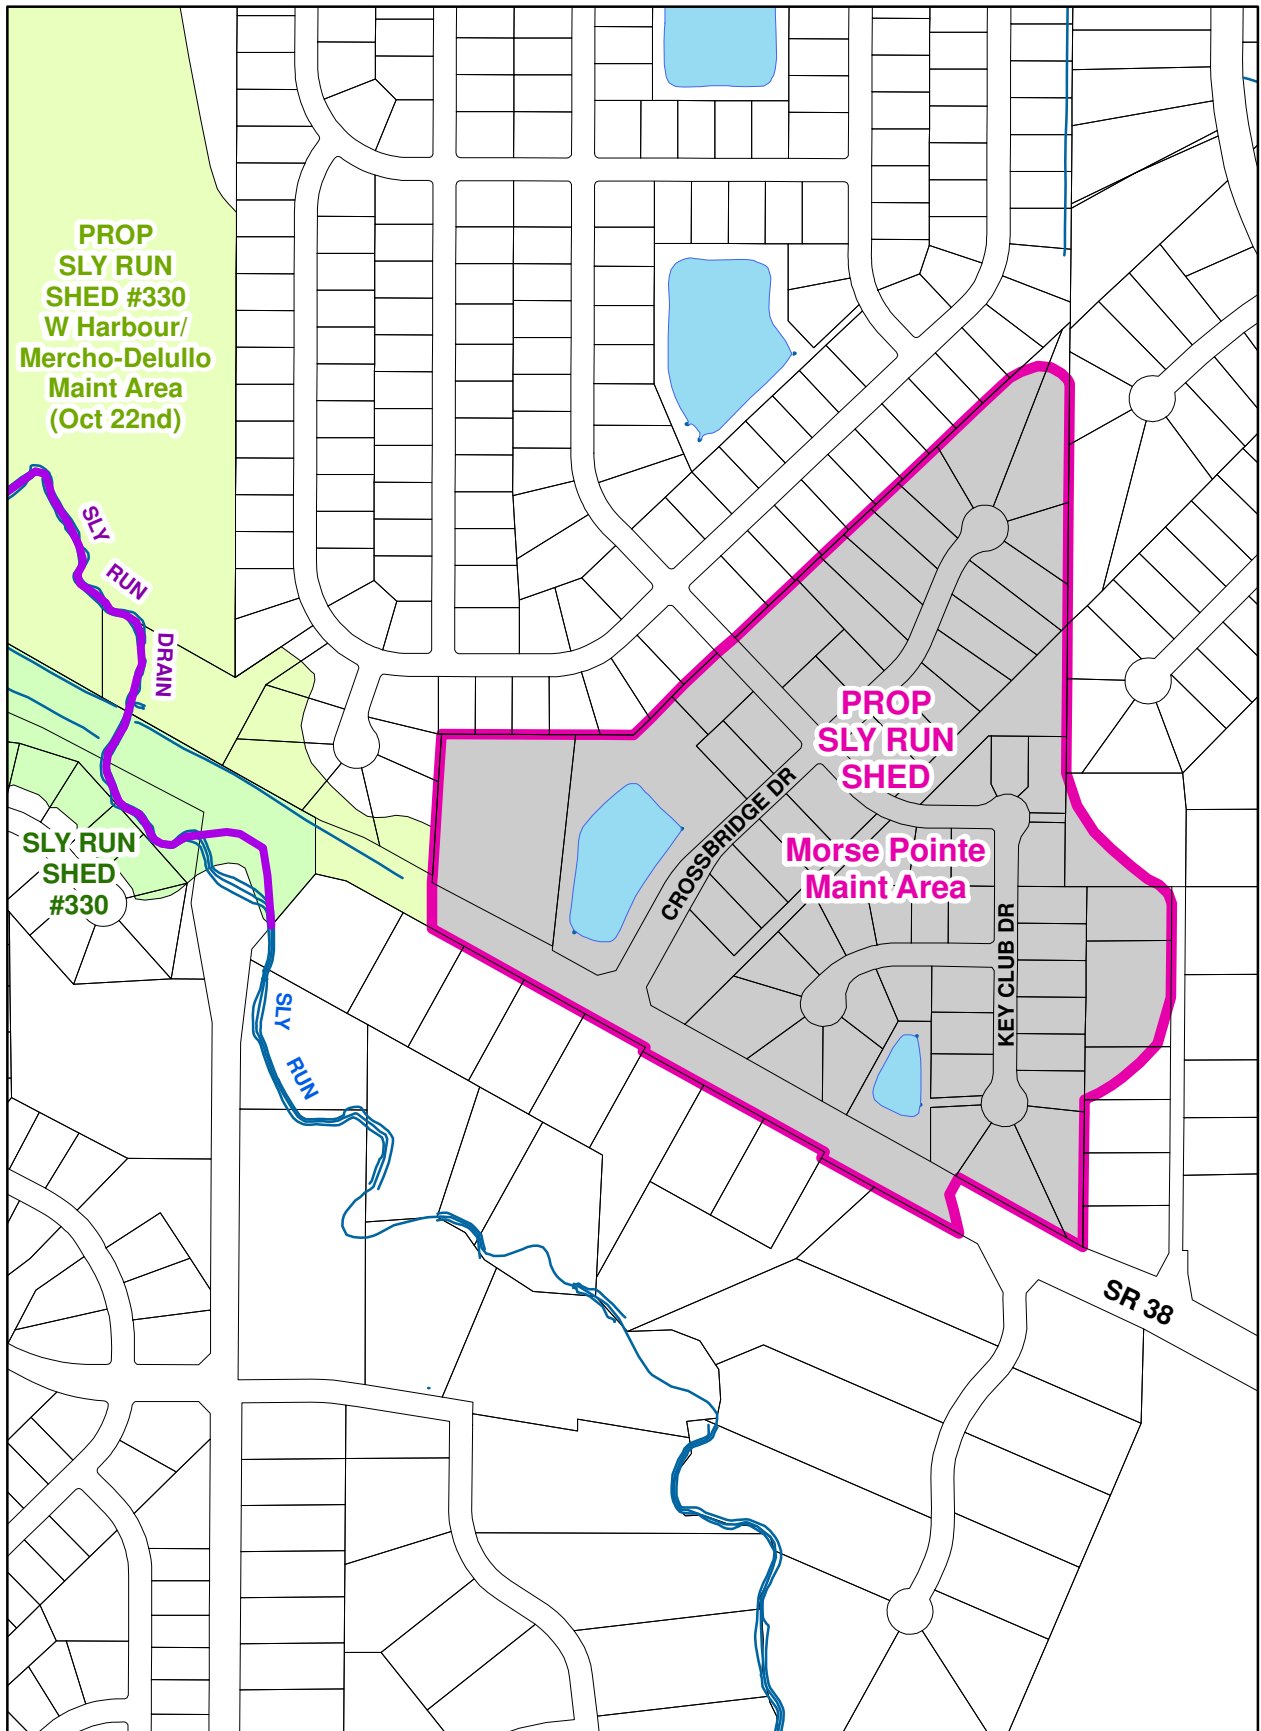 PROP
SLY RUN
SHED #330
W Harbour/
Mercho-Delullo
Maint Area
(Oct 22nd)
SLY
RUN
DRAIN
PROP
SLY RUN
SHED
CROSSBRIDGE DR
Morse Pointe
Maint Area
SLY RUN
SHED
#330
KEY CLUB DR
SLY
RUN
SR 38